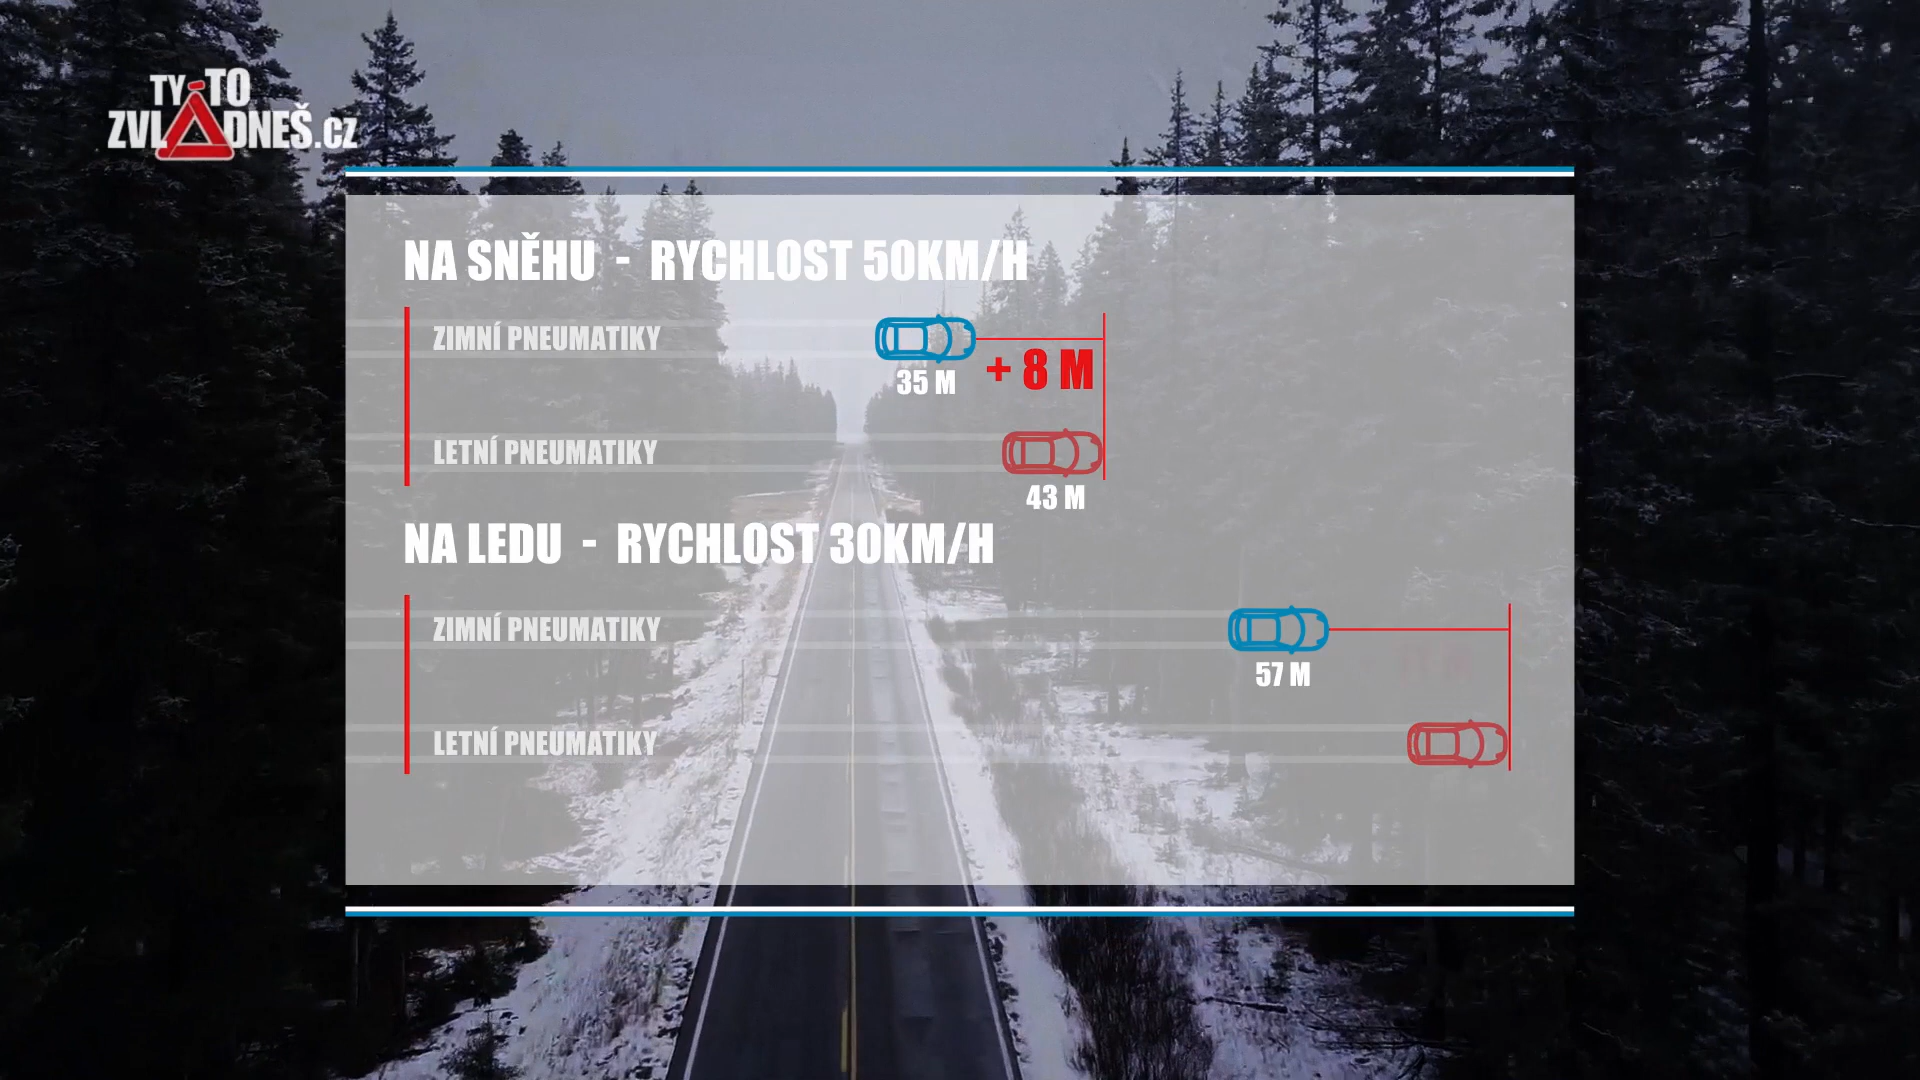 TY TO
ZVLÁDNEŠ.CZ
NA SNĚHU - RYCHLOST 50KM/H
ZIMNÍ PNEUMATIKY
35 M
+ 8 M
LETNÍ PNEUMATIKY
43 M
NA LEDU - RYCHLOST 30KM/H
ZIMNÍ PNEUMATIKY
57 M
LETNÍ PNEUMATIKY